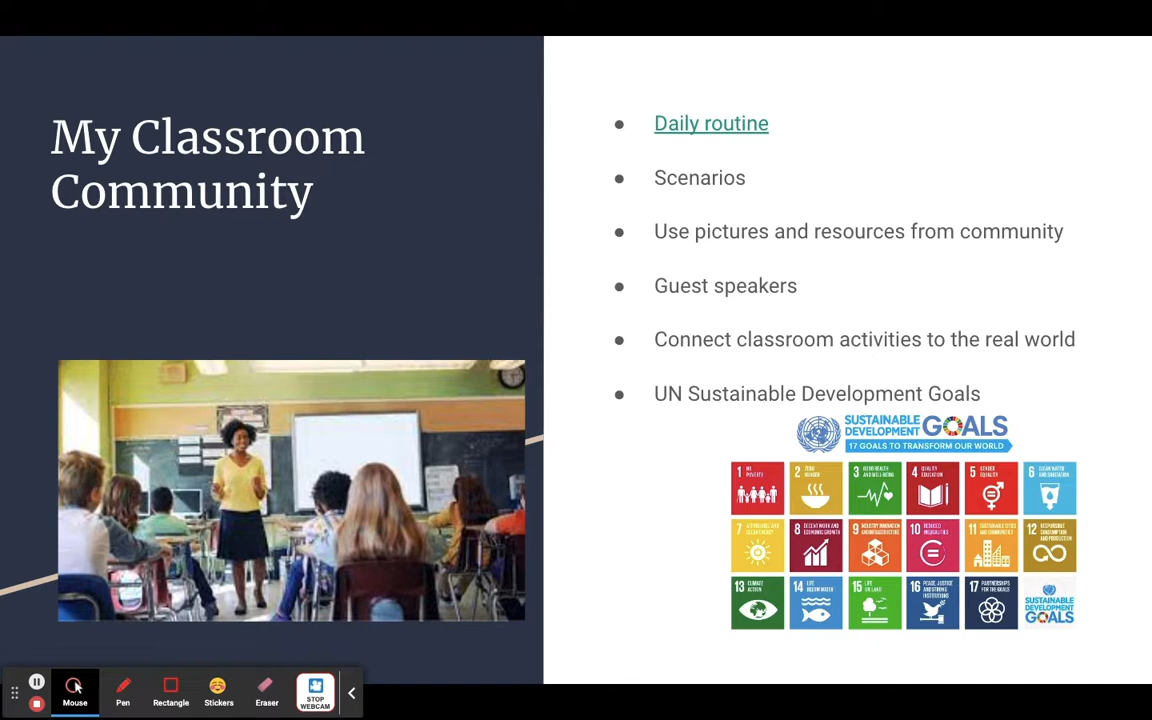 My Classroom
Community
Daily routine
Scenarios
Use pictures and resources from community
Guest speakers
Connect classroom activities to the real world
UN Sustainable Development Goals
SUSTAINABLE
DEVELOPMENT GOALS
17 GOALS TO TRANSFORM OUR WORLD
1 NO
POVERTY
2 ZERO
HUNGER
3 GOOD HEALTH
AND WELL-BEING
4 QUALITY
EDUCATION
5 GENDER
EQUALITY
6 CLEAN WATER
AND SANITATION
7 AFFORDABLE AND
CLEAN ENERGY
8 DECENT WORK AND
ECONOMIC GROWTH
9 INDUSTRY, INNOVATION
AND INFRASTRUCTURE
10 REDUCED
INEQUALITIES
11 SUSTAINABLE CITIES
AND COMMUNITIES
12 RESPONSIBLE
CONSUMPTION
AND PRODUCTION
13 CLIMATE
ACTION
14 LIFE
BELOW WATER
15 LIFE
ON LAND
16 PEACE, JUSTICE
AND STRONG
INSTITUTIONS
17 PARTNERSHIPS
FOR THE GOALS
SUSTAINABLE
DEVELOPMENT
GOALS
Mouse
Pen
Rectangle
Stickers
Eraser
STOP
WEBCAM